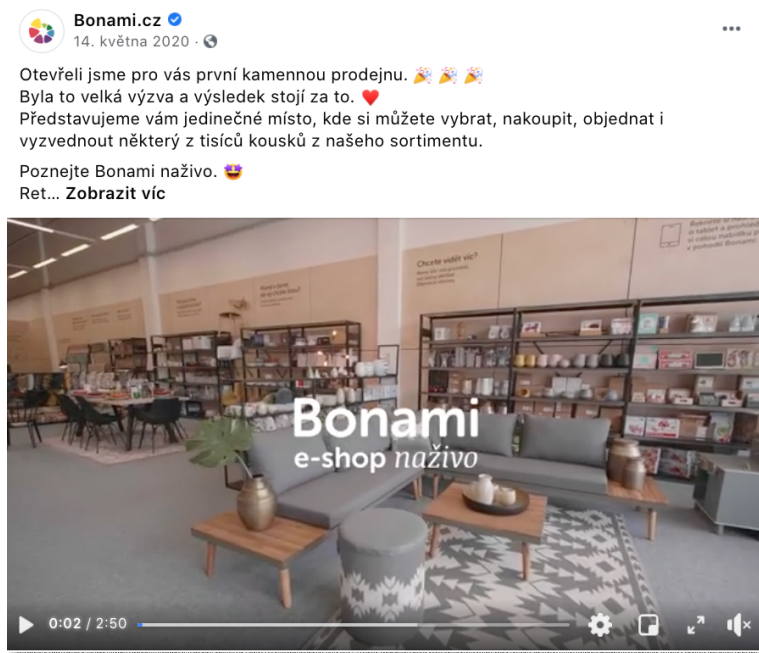 Bonami.cz
14. května 2020 ·
Otevřeli jsme pro vás první kamennou prodejnu. 🎉 🎉 🎉
Byla to velká výzva a výsledek stojí za to. ❤️
Představujeme vám jedinečné místo, kde si můžete vybrat, nakoupit, objednat i
vyzvednout některý z tisíců kousků z našeho sortimentu.
Poznejte Bonami naživo. 🤩
Ret... Zobrazit víc
Chcete vidět víc?
Bonami
e-shop naživo
0:02 / 2:50